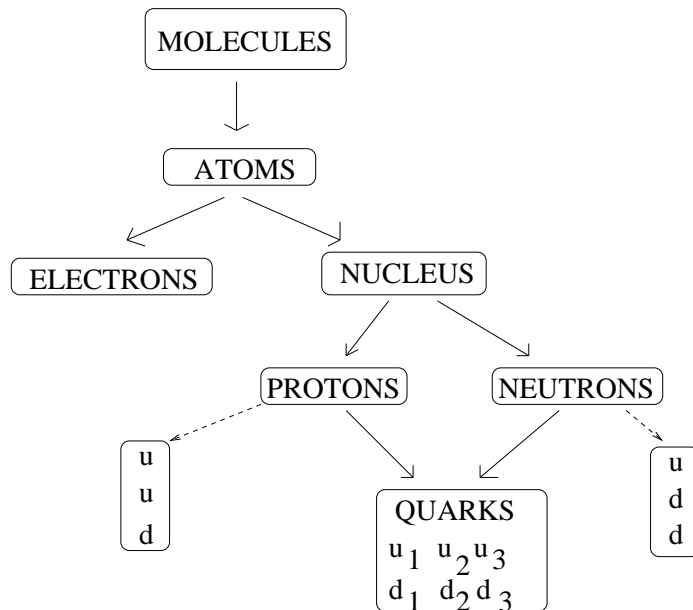 MOLECULES
ATOMS
ELECTRONS
NUCLEUS
PROTONS
NEUTRONS
u
u
d
QUARKS
u1 u2 u3
d1 d2 d3
u
d
d